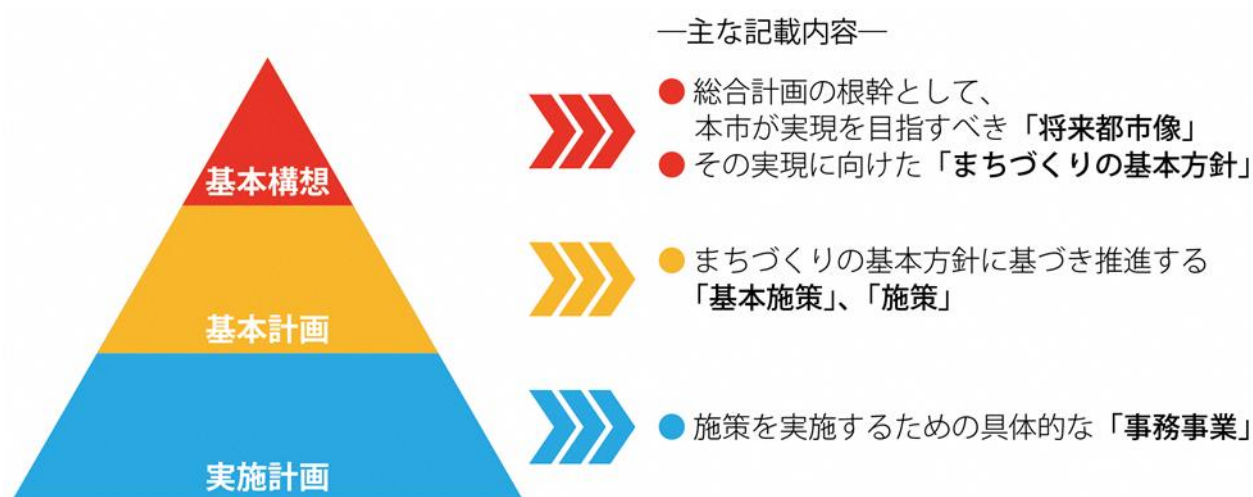 ―主な記載内容―
● 総合計画の根幹として、
本市が実現を目指すべき「将来都市像」
● その実現に向けた「まちづくりの基本方針」
基本構想
● まちづくりの基本方針に基づき推進する
「基本施策」、「施策」
基本計画
● 施策を実施するための具体的な「事務事業」
実施計画